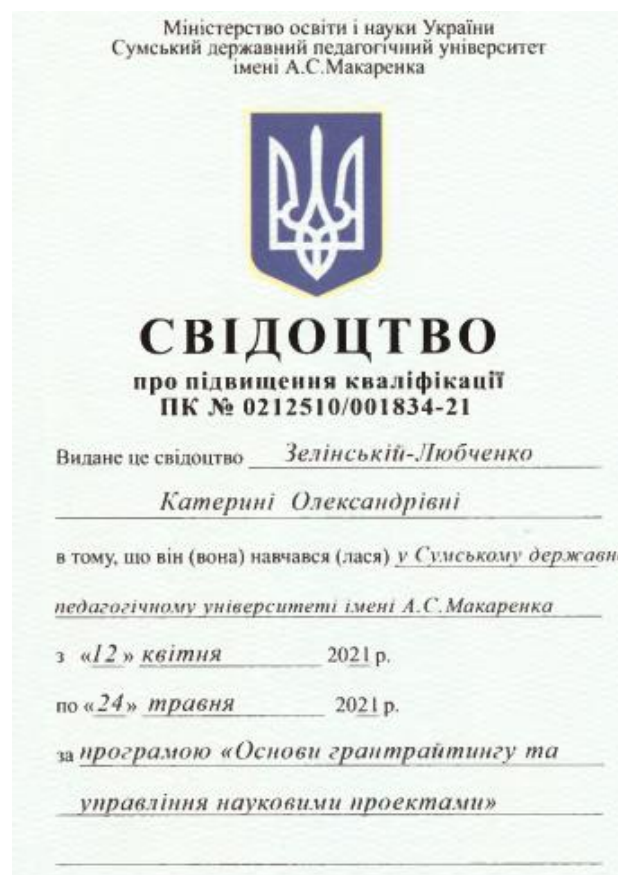 Міністерство освіти і науки України
Сумський державний педагогічний університет
імені А.С.Макаренка
СВІДОЦТВО
про підвищення кваліфікації
ПК № 0212510/001834-21
Видане це свідоцтво Зелінській-Любченко
Катерині Олександрівні
в тому, що він (вона) навчався (лася) у Сумському державн
педагогічному університеті імені А.С.Макаренка
з «12» квітня 2021 р.
по «24» травня 2021 р.
за програмою «Основи грантрайтингу та
управління науковими проектами»